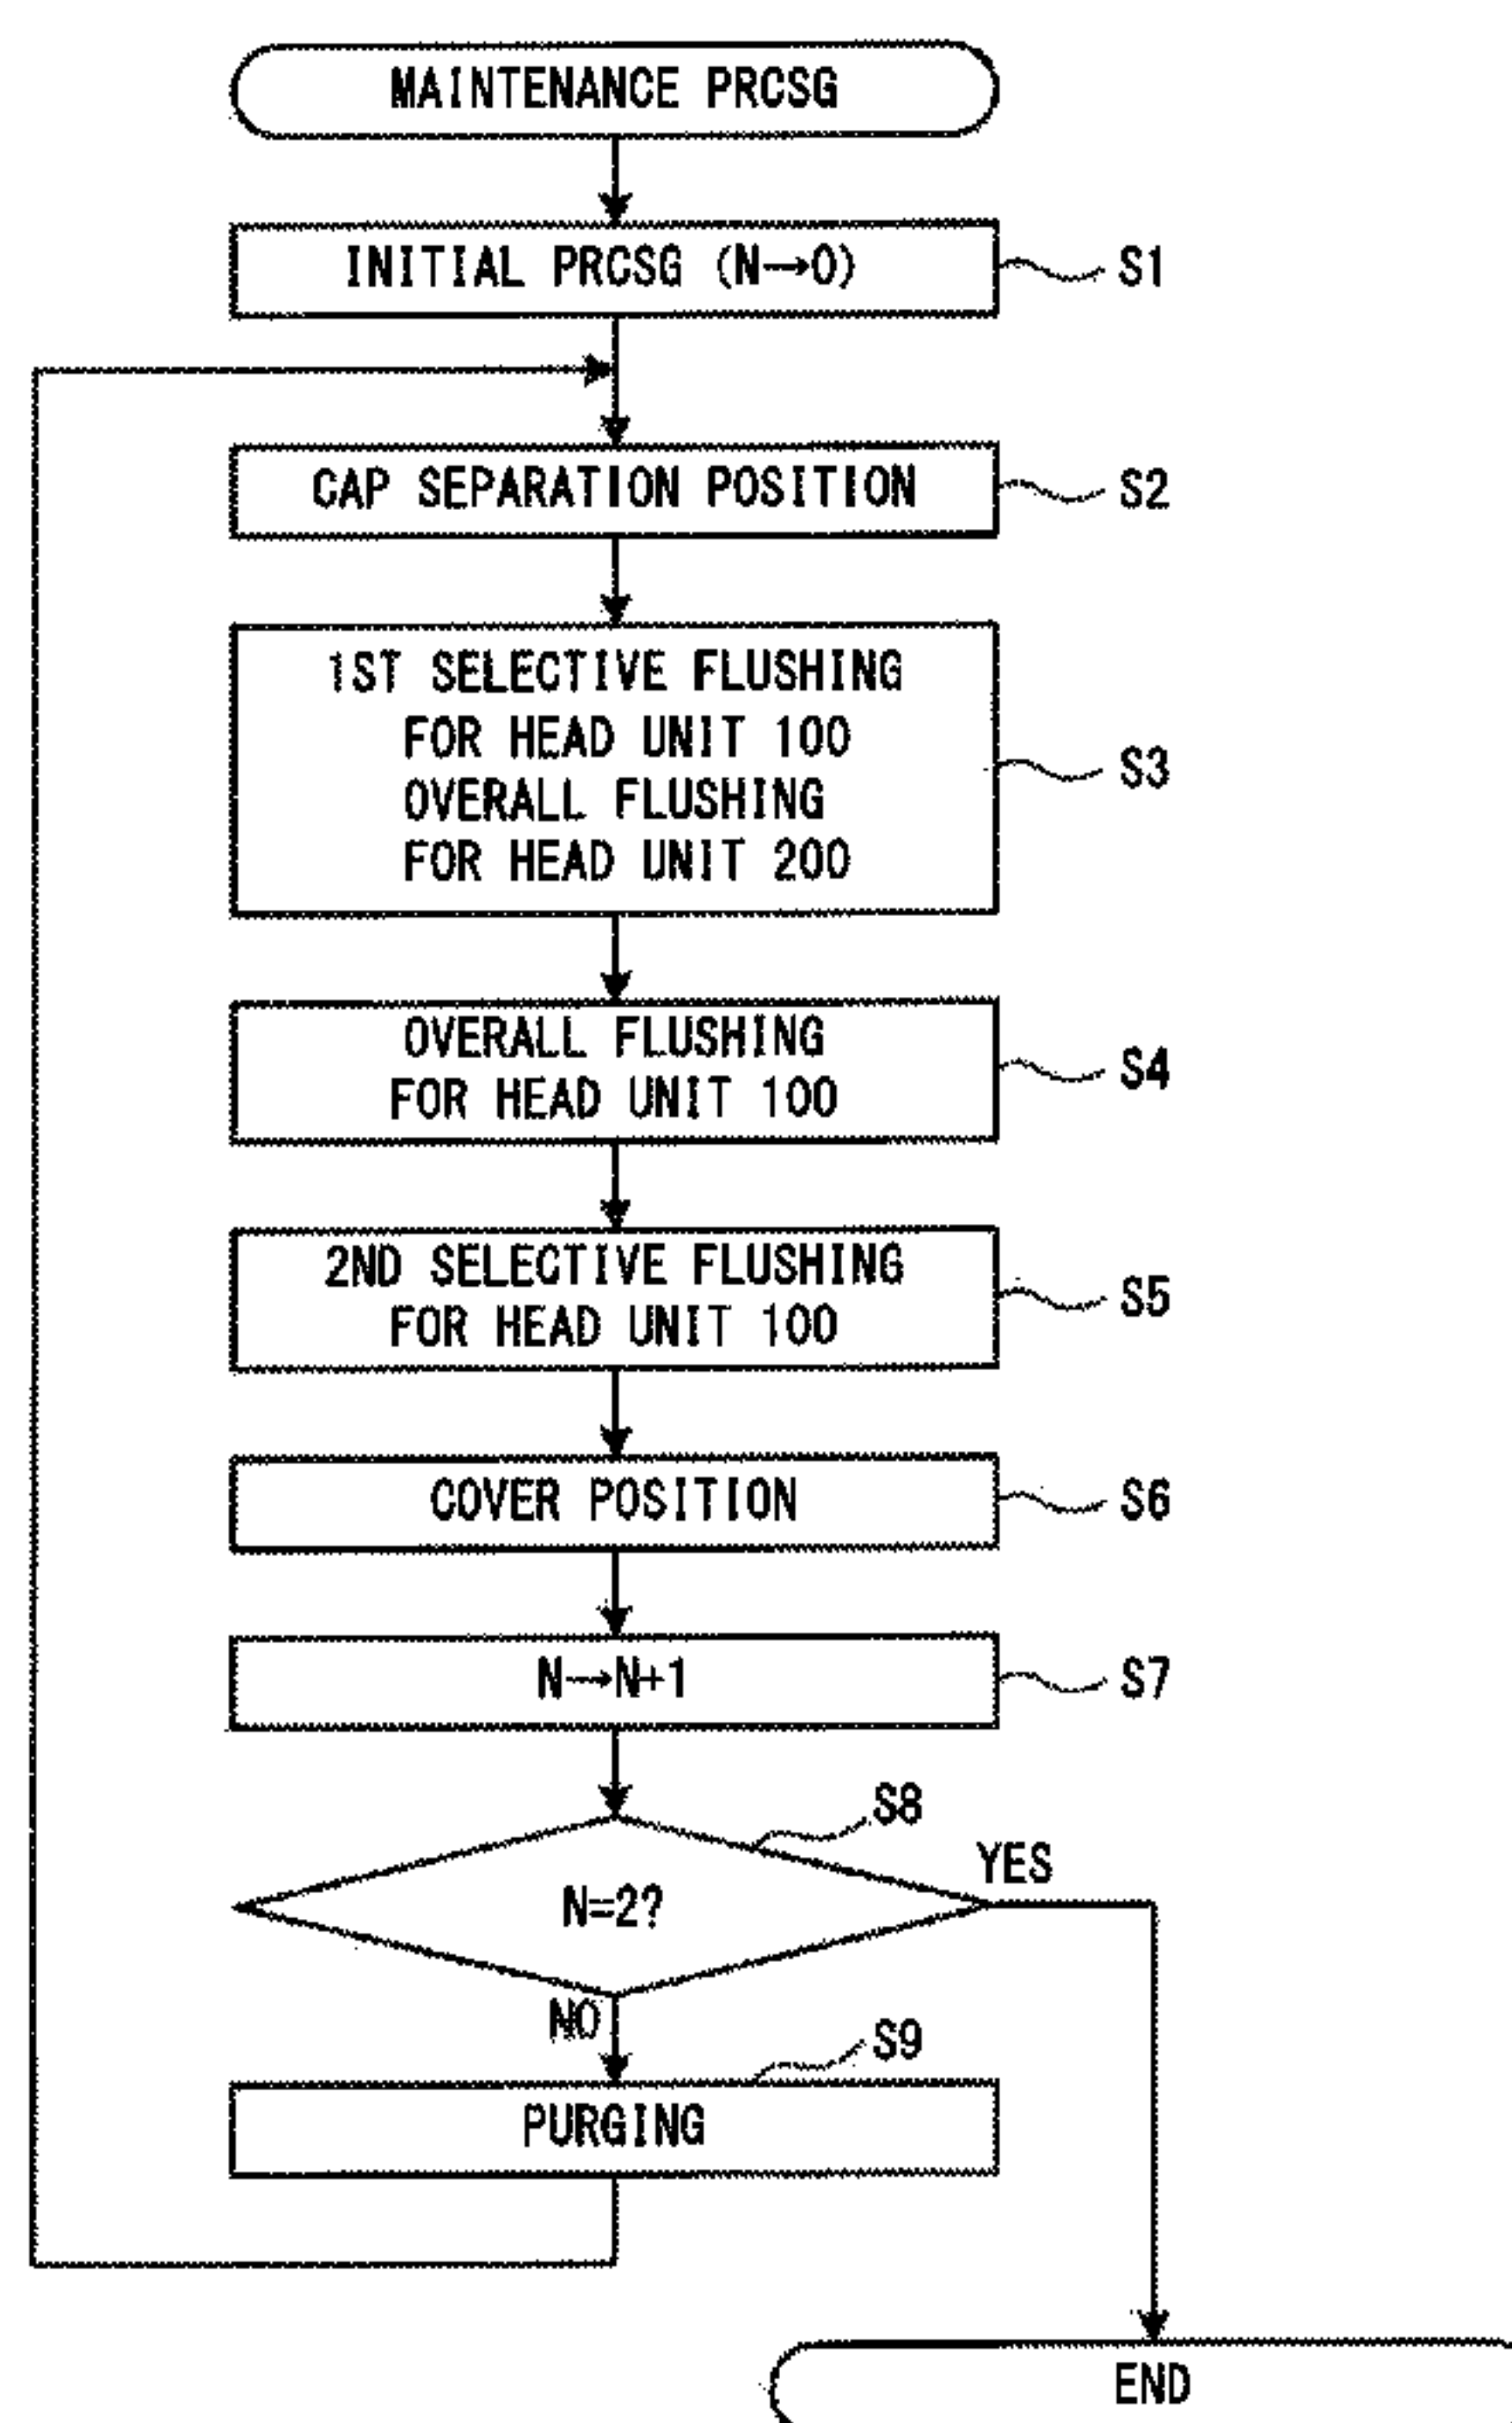 MAINTENANCE PRCSG
INITIAL PRCSG (N→0)
S1
CAP SEPARATION POSITION
S2
1ST SELECTIVE FLUSHING
FOR HEAD UNIT 100
OVERALL FLUSHING
FOR HEAD UNIT 200
S3
OVERALL FLUSHING
FOR HEAD UNIT 100
S4
2ND SELECTIVE FLUSHING
FOR HEAD UNIT 100
S5
COVER POSITION
S6
N→N+1
S7
S8
YES
N=2?
NO
S9
PURGING
END